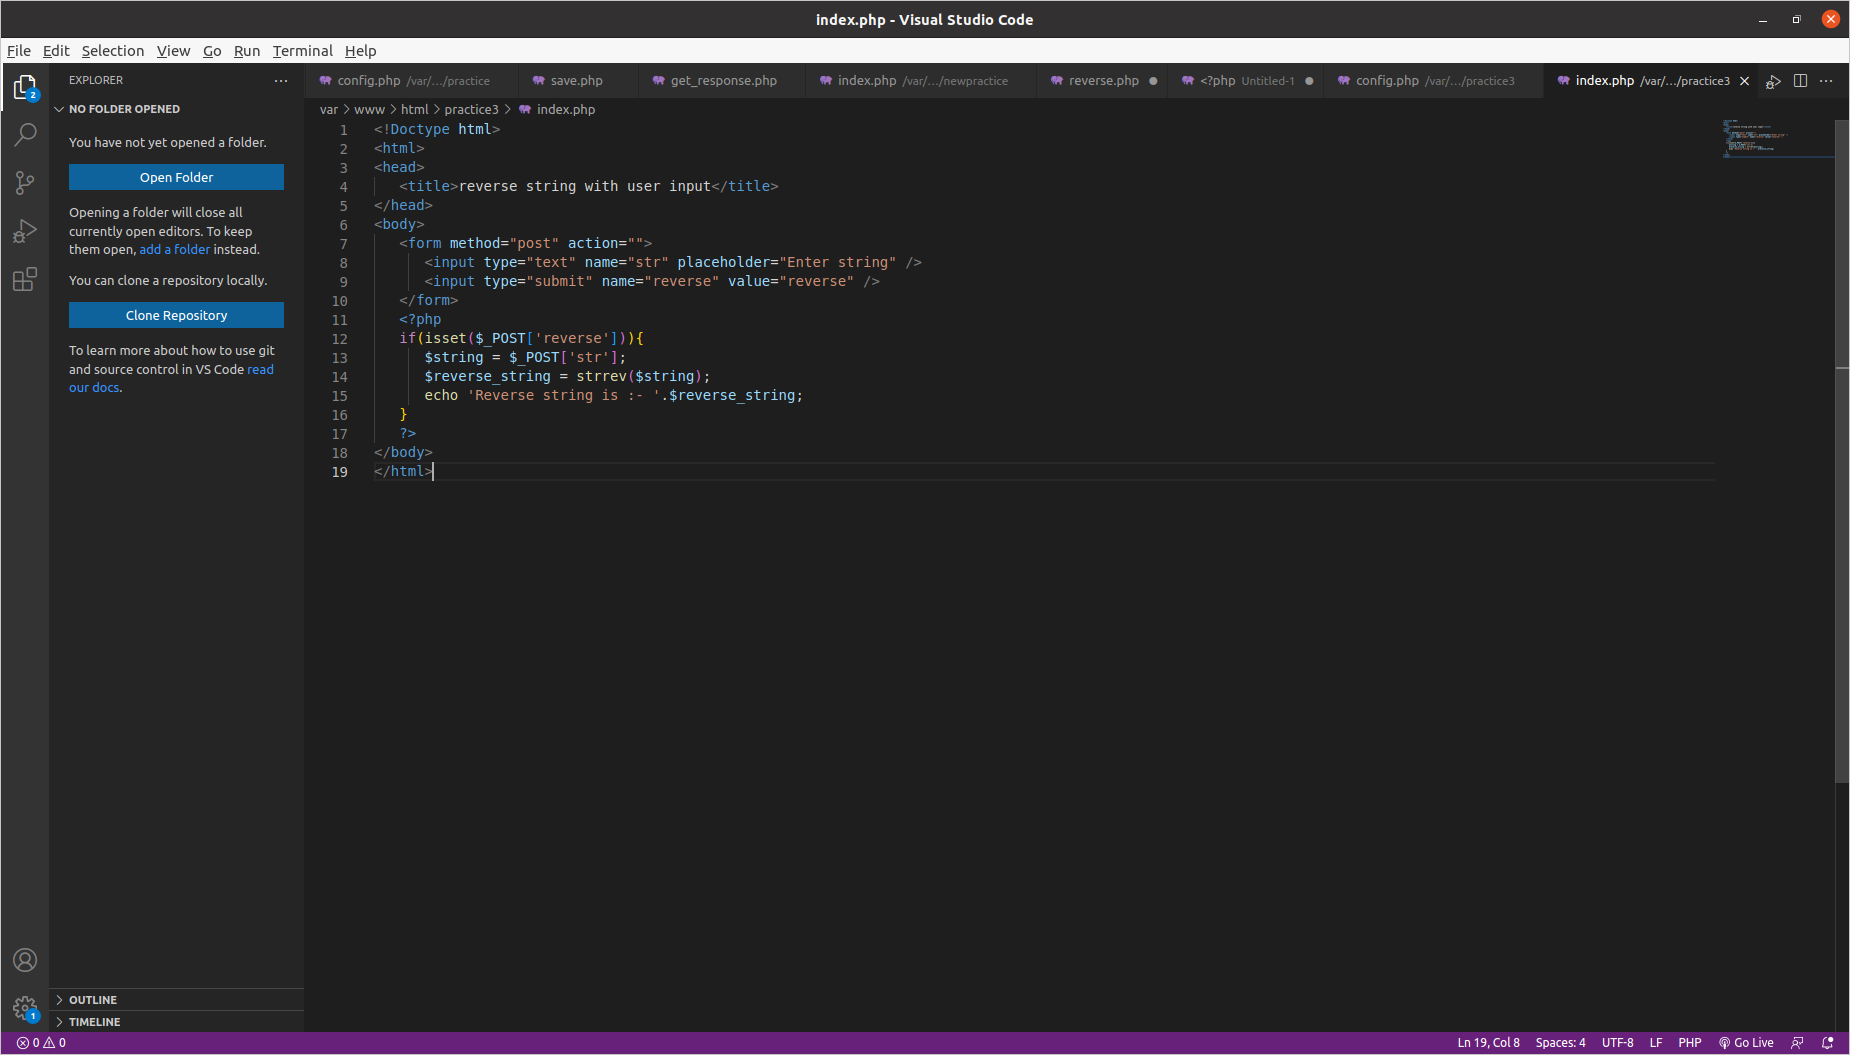 index.php - Visual Studio Code
File Edit Selection View Go Run Terminal Help
2
EXPLORER
NO FOLDER OPENED
You have not yet opened a folder.
Open Folder
Opening a folder will close all
currently open editors. To keep
them open, add a folder instead.
You can clone a repository locally.
Clone Repository
To learn more about how to use git
and source control in VS Code read
our docs.
OUTLINE
TIMELINE
1
config.php /var/.../practice save.php get_response.php index.php /var/.../newpractice reverse.php <?php Untitled-1 config.php /var/.../practice3 index.php /var/.../practice3
var > www > html > practice3 > index.php
1 <!Doctype html>
2 <html>
3 <head>
4 <title>reverse string with user input</title>
5 </head>
6 <body>
7 <form method="post" action="">
8 <input type="text" name="str" placeholder="Enter string" />
9 <input type="submit" name="reverse" value="reverse" />
10 </form>
11 <?php
12 if(isset($_POST['reverse'])){
13 $string = $_POST['str'];
14 $reverse_string = strrev($string);
15 echo 'Reverse string is :- '.$reverse_string;
16 }
17 ?>
18 </body>
19 </html>
0 0 Ln 19, Col 8 Spaces: 4 UTF-8 LF PHP Go Live